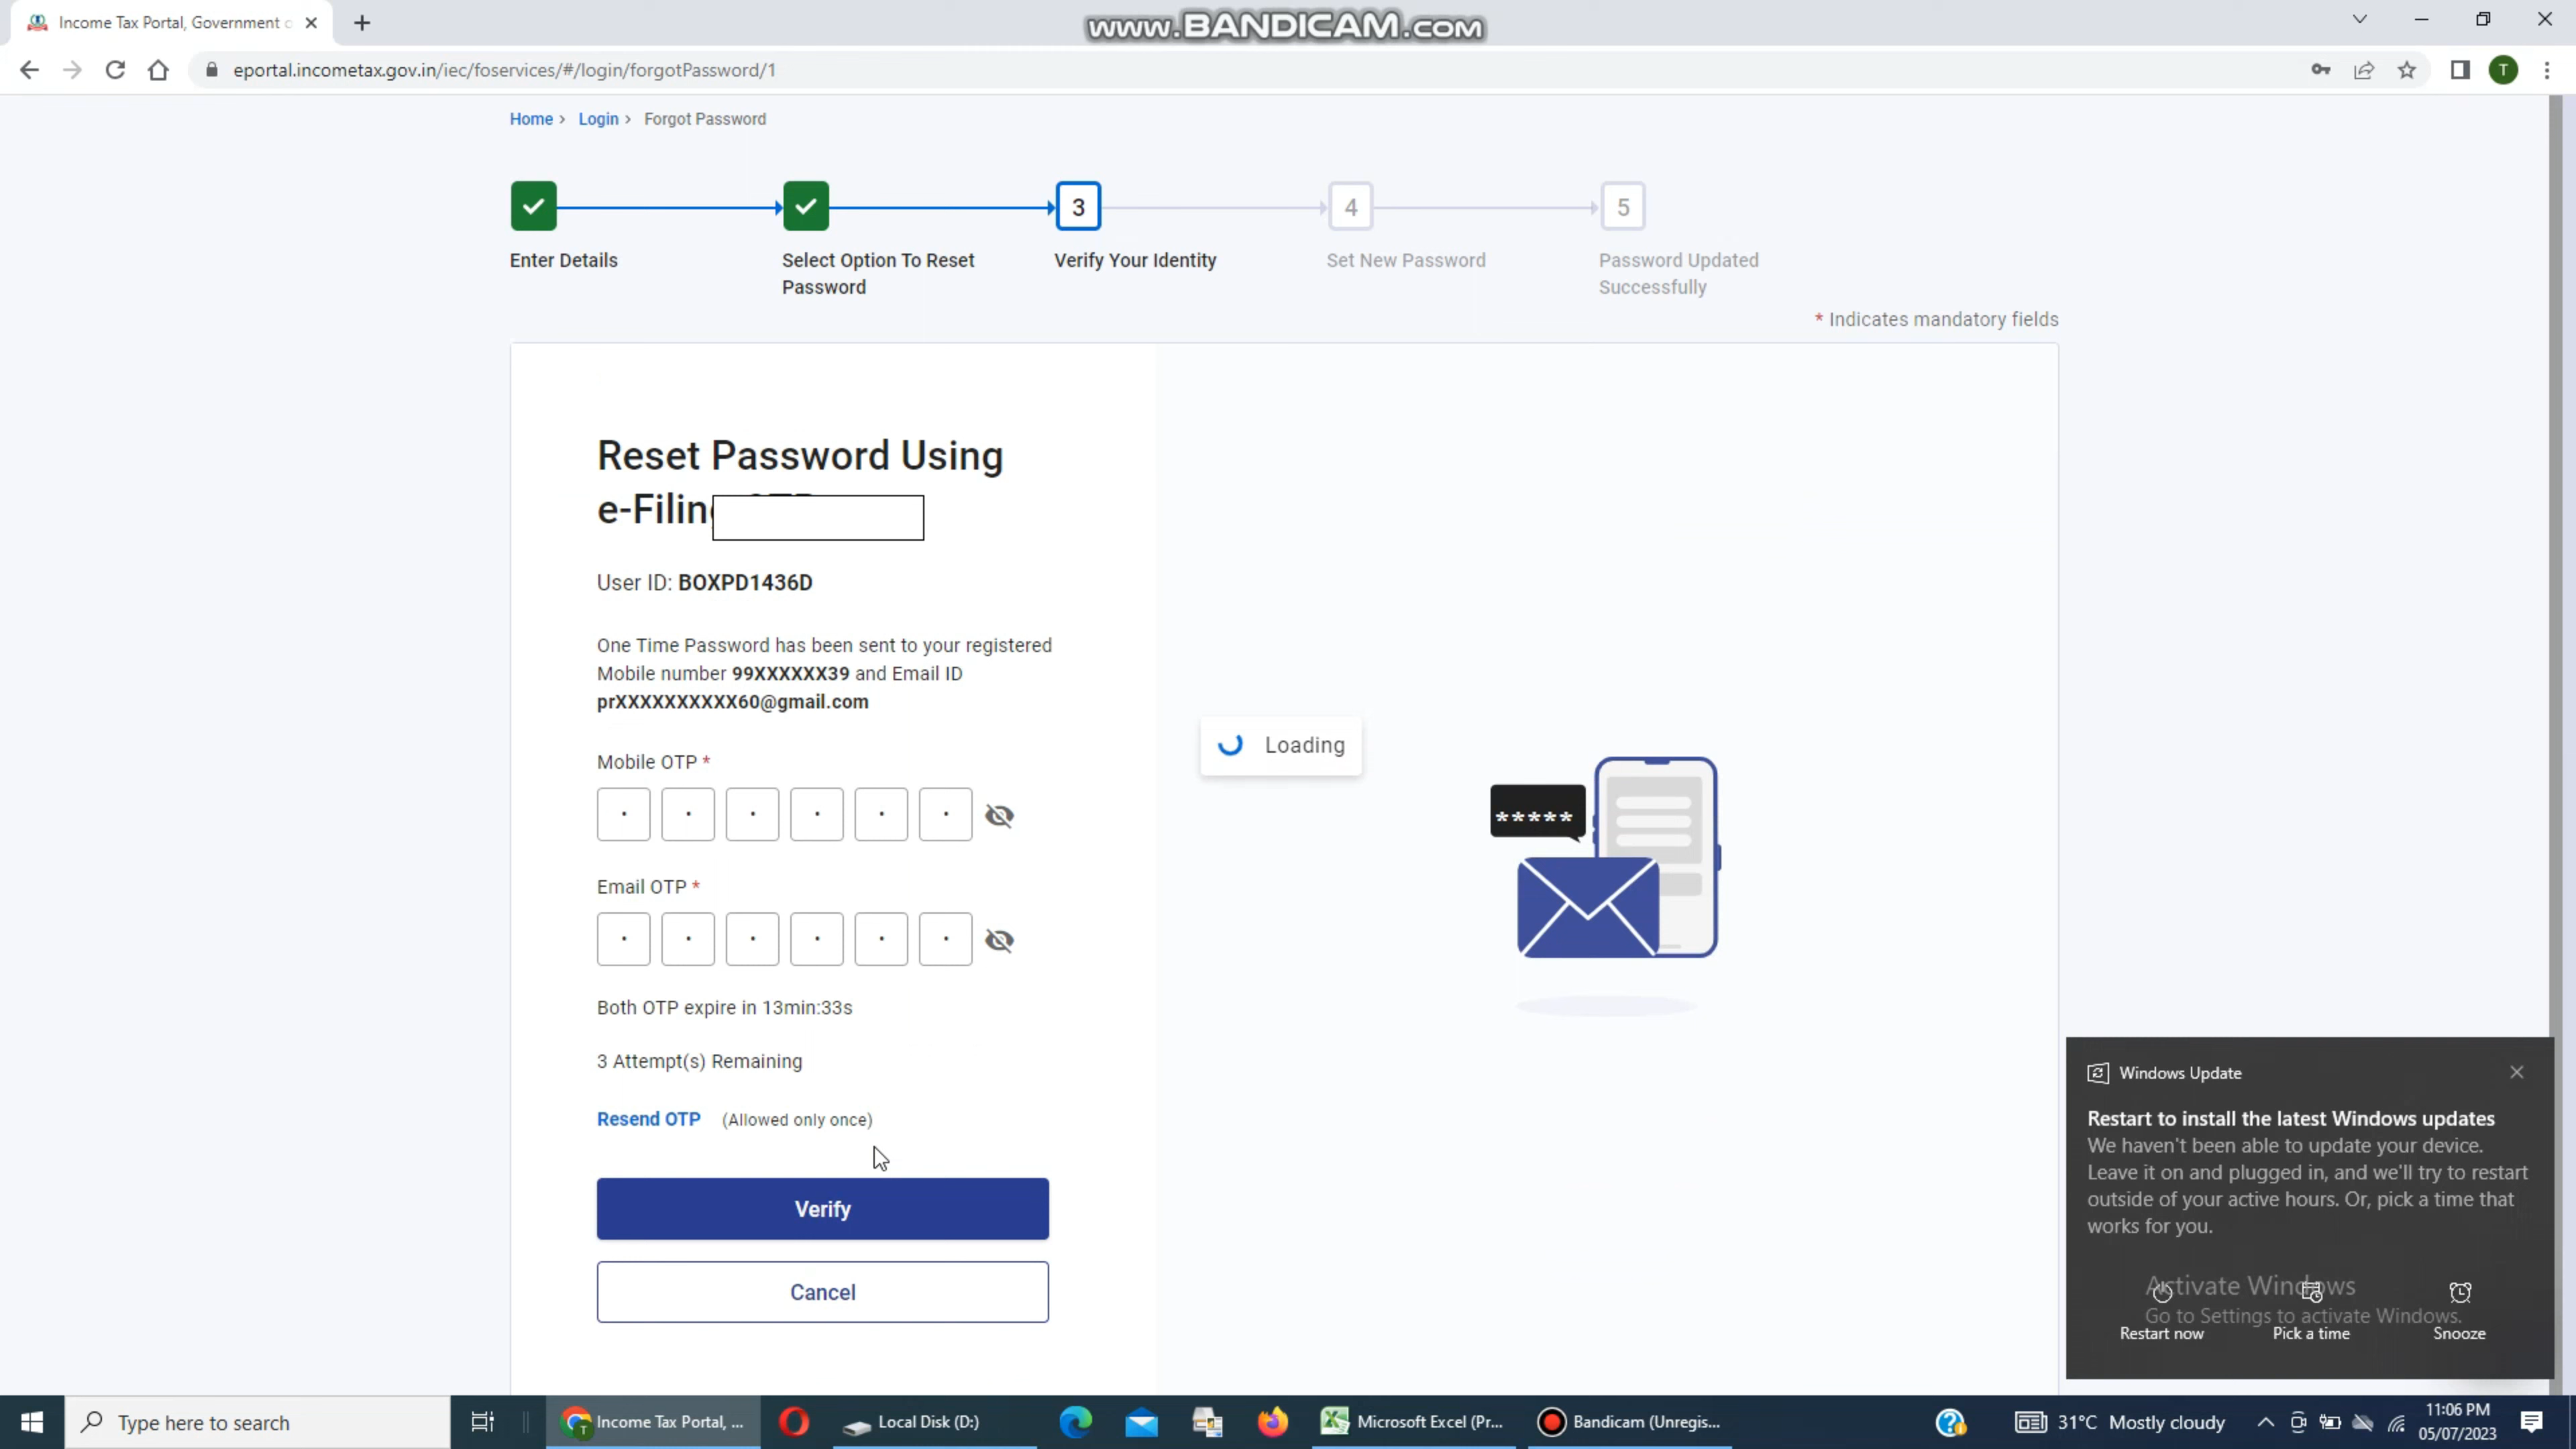 Income Tax Portal, Government o
www.BANDICAM.com
eportal.incometax.gov.in/iec/foservices/#/login/forgotPassword/1
T
Home > Login > Forgot Password
3
4
5
Enter Details
Select Option To Reset
Password
Verify Your Identity
Set New Password
Password Updated
Successfully
* Indicates mandatory fields
Reset Password Using
e-Filing
User ID: BOXPD1436D
One Time Password has been sent to your registered
Mobile number 99XXXXXX39 and Email ID
prXXXXXXXXXX60@gmail.com
Loading
Mobile OTP *
*****
Email OTP *
Both OTP expire in 13min:33s
3 Attempt(s) Remaining
Resend OTP (Allowed only once)
Verify
Cancel
Windows Update
Restart to install the latest Windows updates
We haven't been able to update your device.
Leave it on and plugged in, and we'll try to restart
outside of your active hours. Or, pick a time that
works for you.
Activate Windows
Go to Settings to activate Windows.
Restart now
Pick a time
Snooze
Type here to search
Income Tax Portal, ...
Local Disk (D:)
Microsoft Excel (Pr...
Bandicam (Unregis...
31°C Mostly cloudy
11:06 PM
05/07/2023